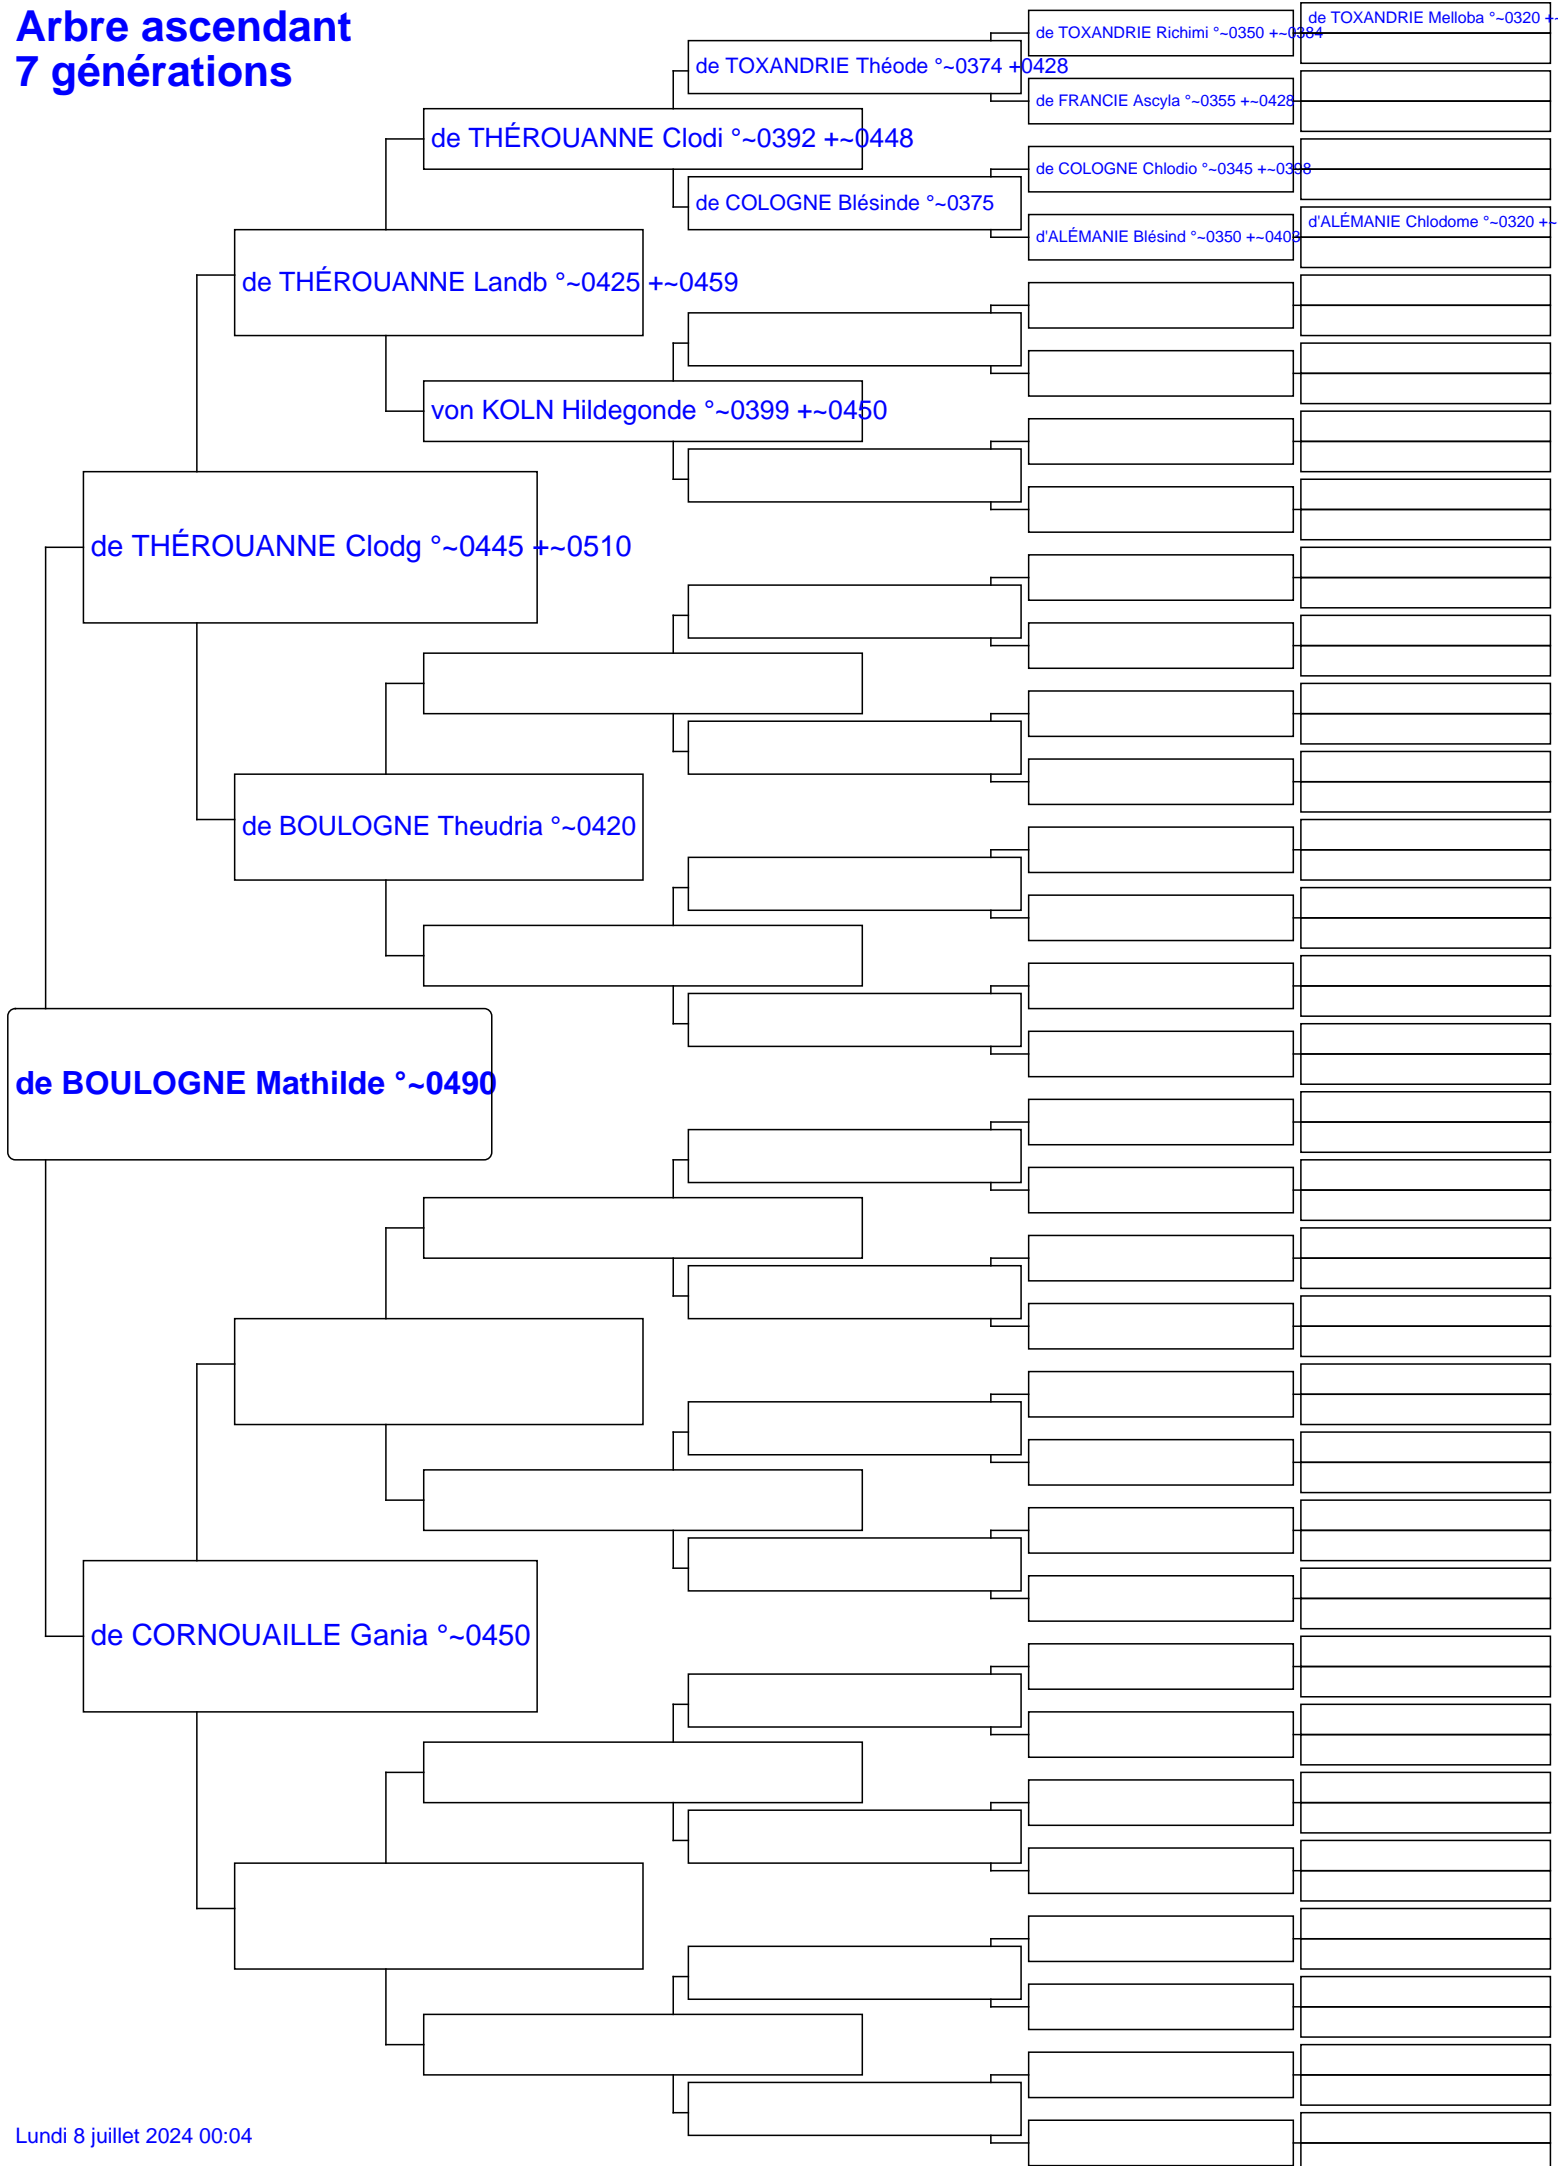 Arbre ascendant
7 générations
de TOXANDRIE Melloba °~0320 +~
de TOXANDRIE Richimi °~0350 +~0384
de TOXANDRIE Théode °~0374 +0428
de FRANCIE Ascyla °~0355 +~0428
de THÉROUANNE Clodi °~0392 +~0448
de COLOGNE Chlodio °~0345 +~0398
de COLOGNE Blésinde °~0375
d'ALÉMANIE Chlodome °~0320 +~
d'ALÉMANIE Blésind °~0350 +~0403
de THÉROUANNE Landb °~0425 +~0459
von KOLN Hildegonde °~0399 +~0450
de THÉROUANNE Clodg °~0445 +~0510
de BOULOGNE Theudria °~0420
de BOULOGNE Mathilde °~0490
de CORNOUAILLE Gania °~0450
Lundi 8 juillet 2024 00:04